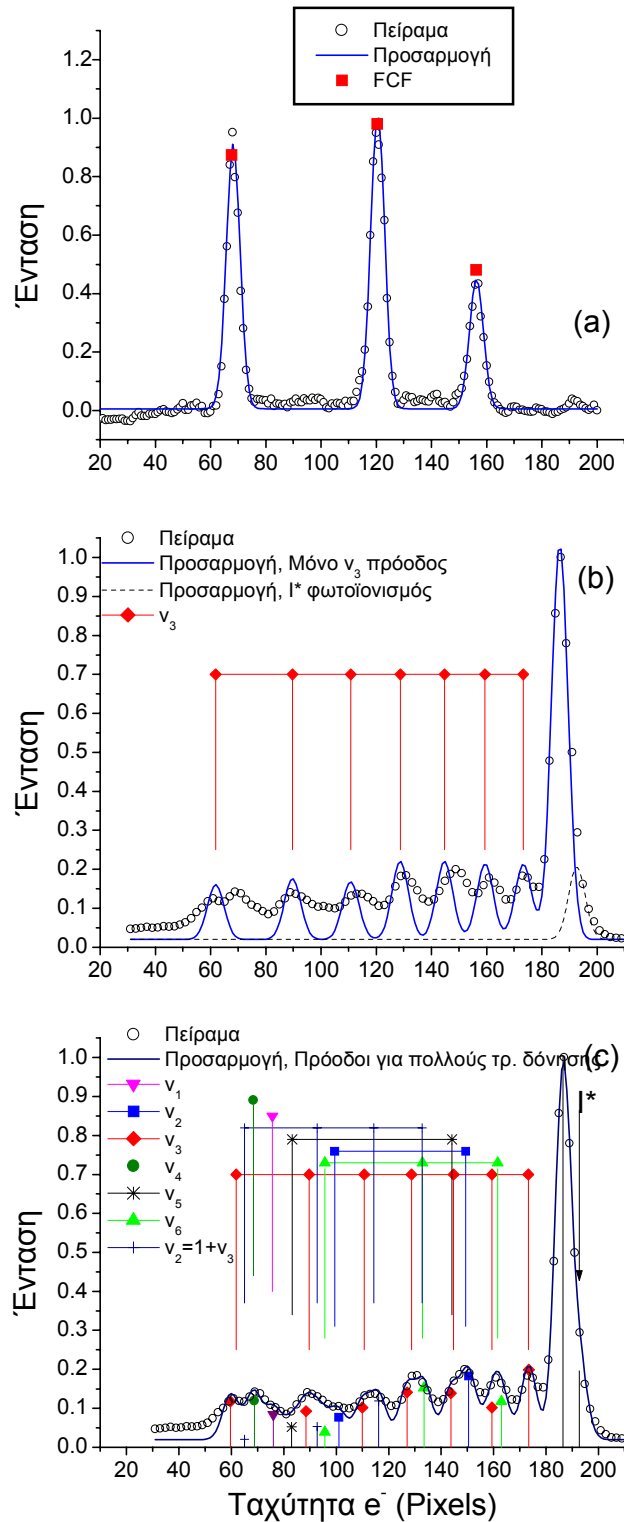 Πείραμα
Προσαρμογή
FCF
1.2
1.0
0.8
0.6
0.4
0.2
0.0
Ένταση
(a)
20 40 60 80 100 120 140 160 180 200
Πείραμα
Προσαρμογή, Μόνο ν3 πρόοδος
Προσαρμογή, I* φωτοϊονισμός
ν3
(b)
1.0
0.9
0.8
0.7
0.6
0.5
0.4
0.3
0.2
0.1
0.0
Ένταση
20 40 60 80 100 120 140 160 180 200
Πείραμα
Προσαρμογή, Πρόοδοι για πολλούς τρ. δόνησης
(c)
I*
ν1
ν2
ν3
ν4
ν5
ν6
ν2=1+ν3
1.0
0.9
0.8
0.7
0.6
0.5
0.4
0.3
0.2
0.1
0.0
Ένταση
20 40 60 80 100 120 140 160 180 200
Ταχύτητα e- (Pixels)